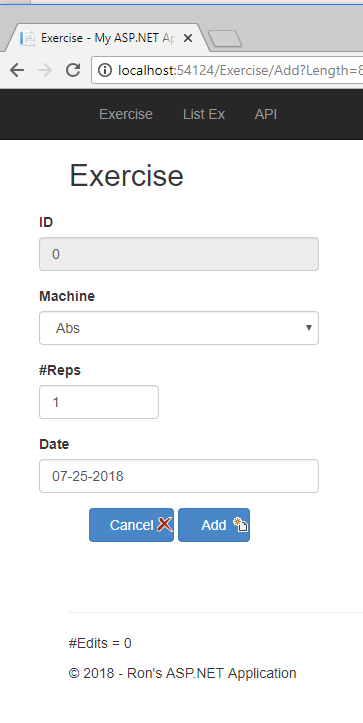 Exercise - My ASP.NET Ap
localhost:54124/Exercise/Add?Length=8
Exercise List Ex API
Exercise
ID
0
Machine
Abs
#Reps
1
Date
07-25-2018
Cancel Add
#Edits = 0
© 2018 - Ron's ASP.NET Application